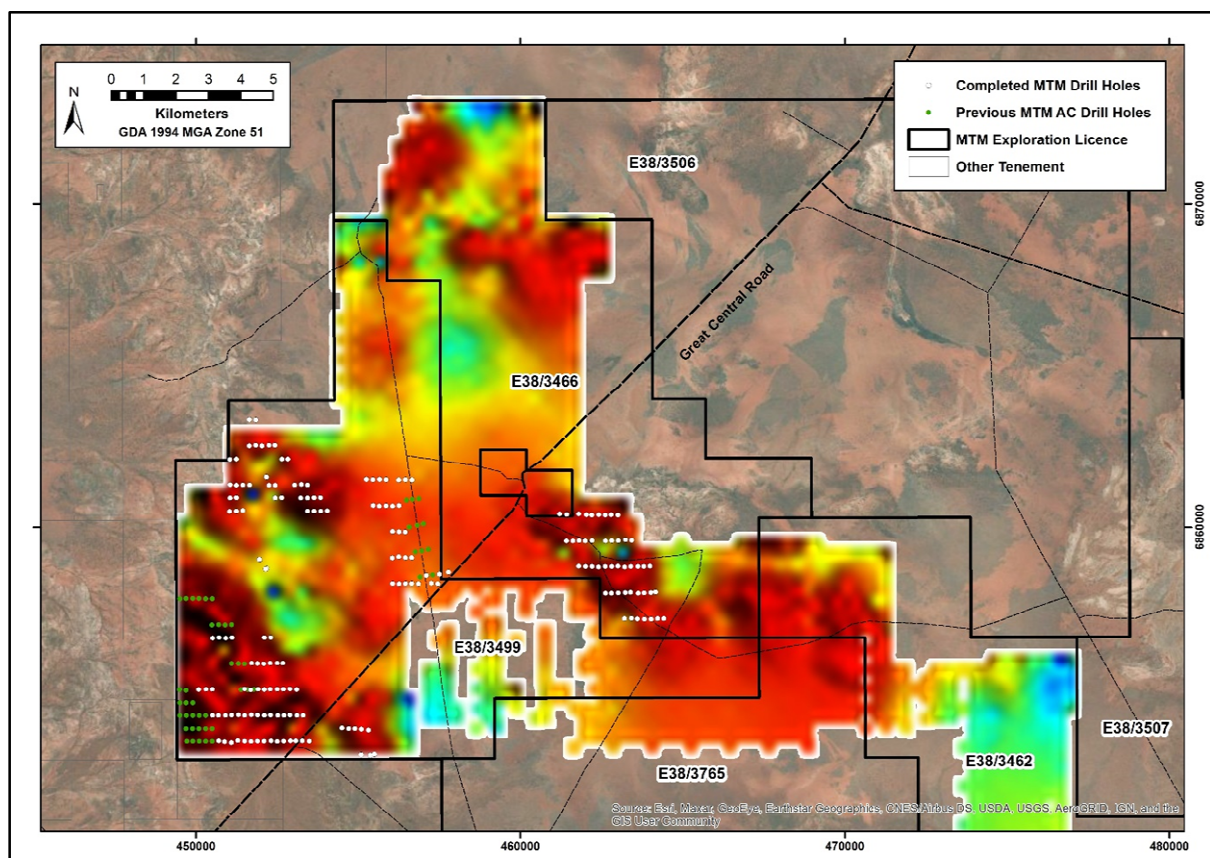 0 1 2 3 4 5
N
Kilometers
GDA 1994 MGA Zone 51
Completed MTM Drill Holes
Previous MTM AC Drill Holes
MTM Exploration Licence
Other Tenement
E38/3506
6870000
Great Central Road
E38/3466
6860000
E38/3499
E38/3507
E38/3462
E38/3765
Source: Esri, Maxar, GeoEye, Earthstar Geographics, CNES/Airbus DS, USDA, USGS, AeroGRID, IGN, and the
GIS User Community
450000 460000 470000 480000